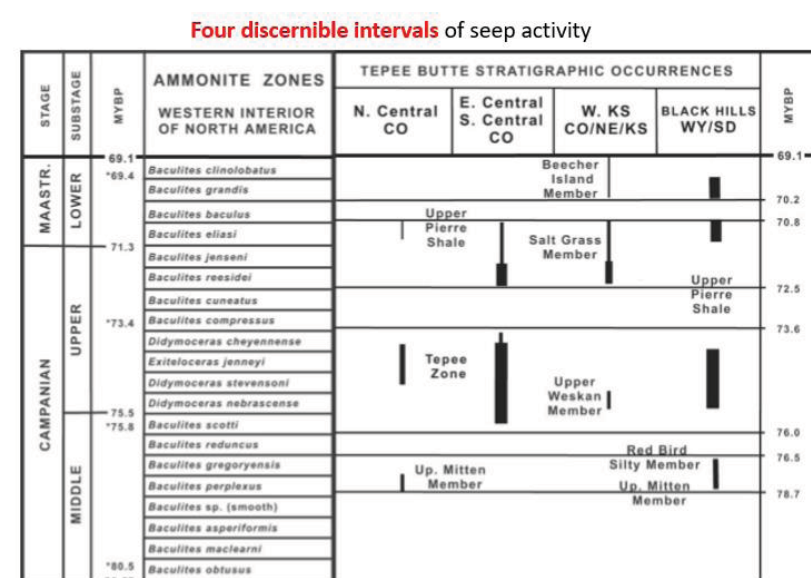 Four discernible intervals of seep activity
STAGE
SUBSTAGE
MYBP
AMMONITE ZONES
WESTERN INTERIOR
OF NORTH AMERICA
TEPEE BUTTE STRATIGRAPHIC OCCURRENCES
N. Central
CO
E. Central
S. Central
CO
W. KS
CO/NE/KS
BLACK HILLS
WY/SD
MYBP
MAASTR.
LOWER
CAMPANIAN
UPPER
MIDDLE
69.1
*69.4
71.3
*73.4
75.5
*75.8
*80.5
Baculites clinolobatus
Baculites grandis
Baculites baculus
Baculites eliasi
Baculites jenseni
Baculites reesidei
Baculites cuneatus
Baculites compressus
Didymoceras cheyennense
Exiteloceras jenneyi
Didymoceras stevensoni
Didymoceras nebrascense
Baculites scotti
Baculites reduncus
Baculites gregoryensis
Baculites perplexus
Baculites sp. (smooth)
Baculites asperiformis
Baculites maclearni
Baculites obtusus
Beecher
Island
Member
Upper
Pierre
Shale
Salt Grass
Member
Upper
Pierre
Shale
Tepee
Zone
Upper
Weskan
Member
Red Bird
Silty Member
Up. Mitten
Member
Up. Mitten
Member
69.1
70.2
70.8
72.5
73.6
76.0
76.5
78.7